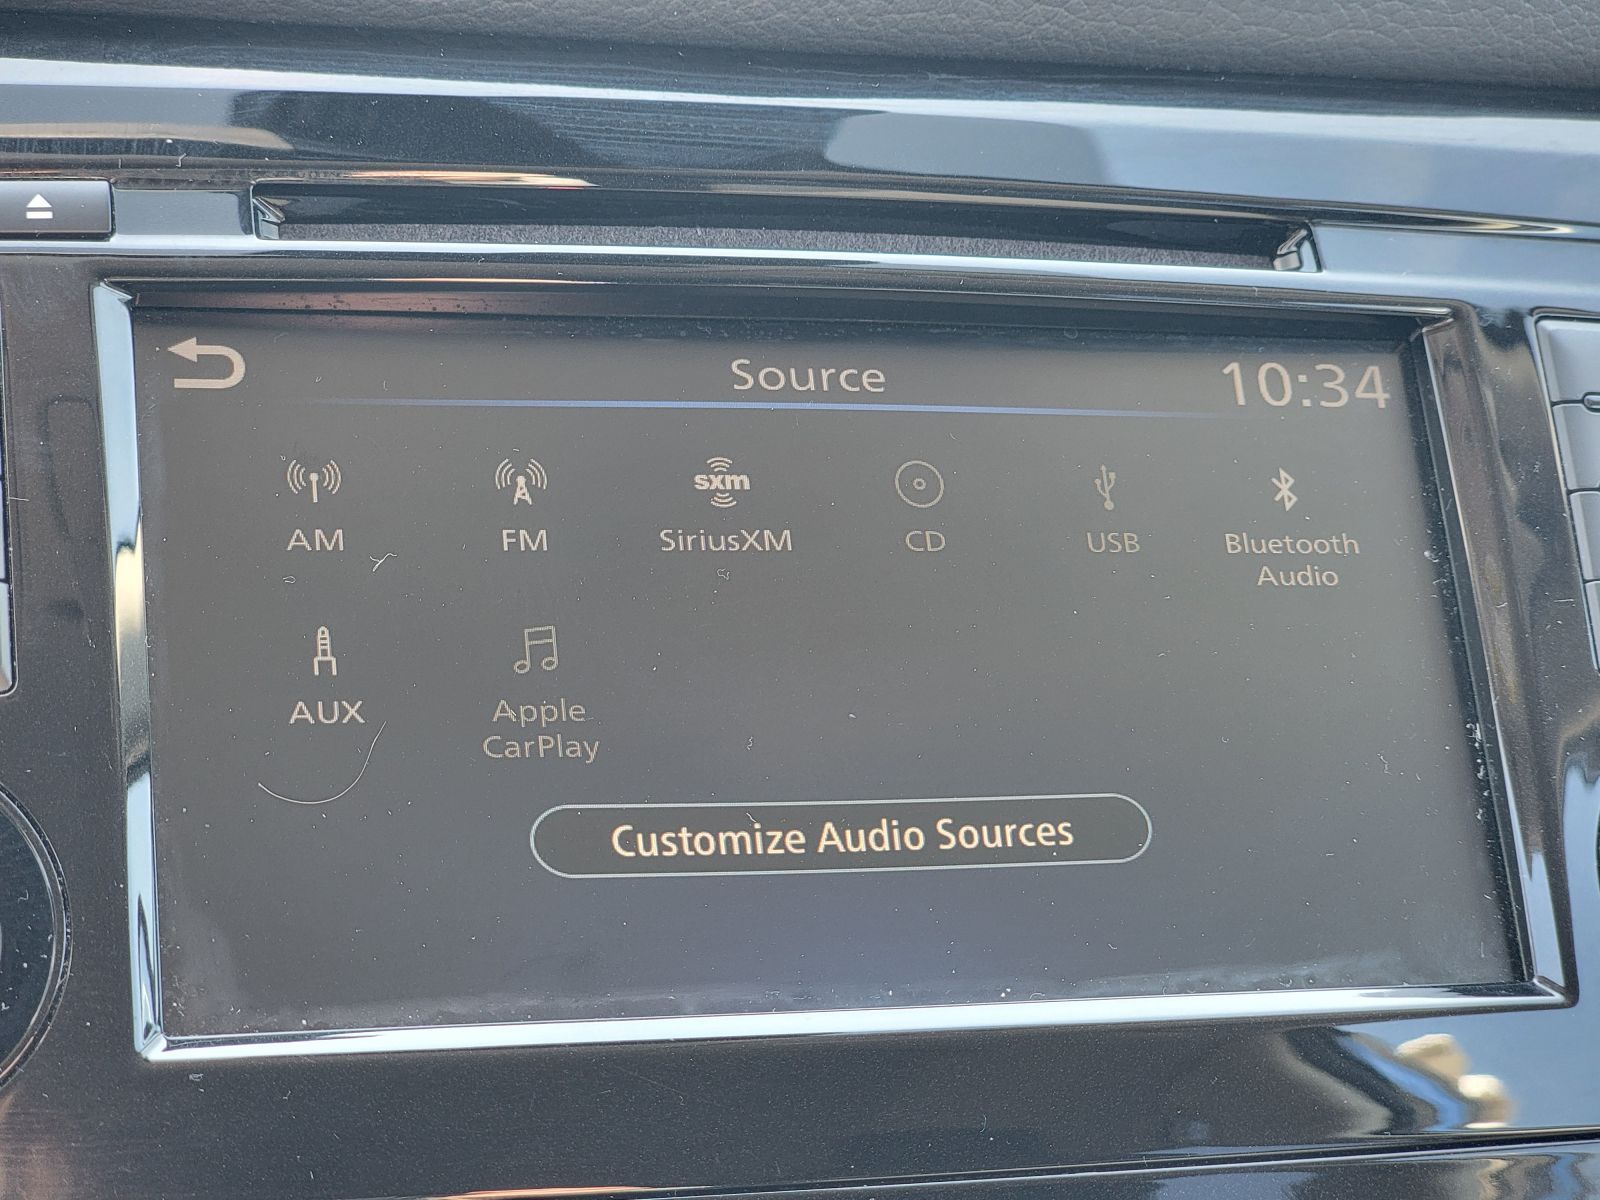 Source
10:34
AM
FM
sxm
SiriusXM
CD
USB
Bluetooth
Audio
AUX
Apple
CarPlay
Customize Audio Sources